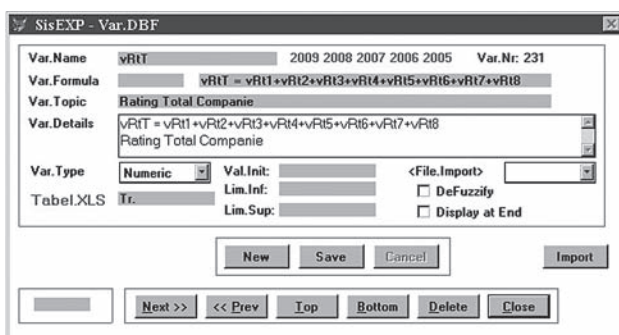 SisEXP - Var.DBF
Var.Name vRtT 2009 2008 2007 2006 2005 Var.Nr: 231
Var.Formula vRtT = vRt1+vRt2+vRt3+vRt4+vRt5+vRt6+vRt7+vRt8
Var.Topic Rating Total Companie
Var.Details vRtT = vRt1+vRt2+vRt3+vRt4+vRt5+vRt6+vRt7+vRt8
Rating Total Companie
Var.Type Numeric Val.Init: <File.Import>
Lim.Inf: DeFuzzify
Tabel.XLS Tr.
Lim.Sup: Display at End
New Save Cancel Import
Next >> << Prev Top Bottom Delete Close